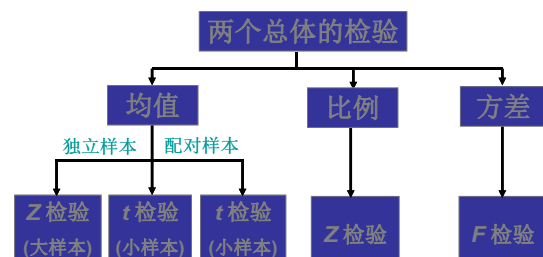 两个总体的检验
均值
比例
方差
独立样本
配对样本
Z 检验
(大样本)
t 检验
(小样本)
t 检验
(小样本)
Z 检验
F 检验